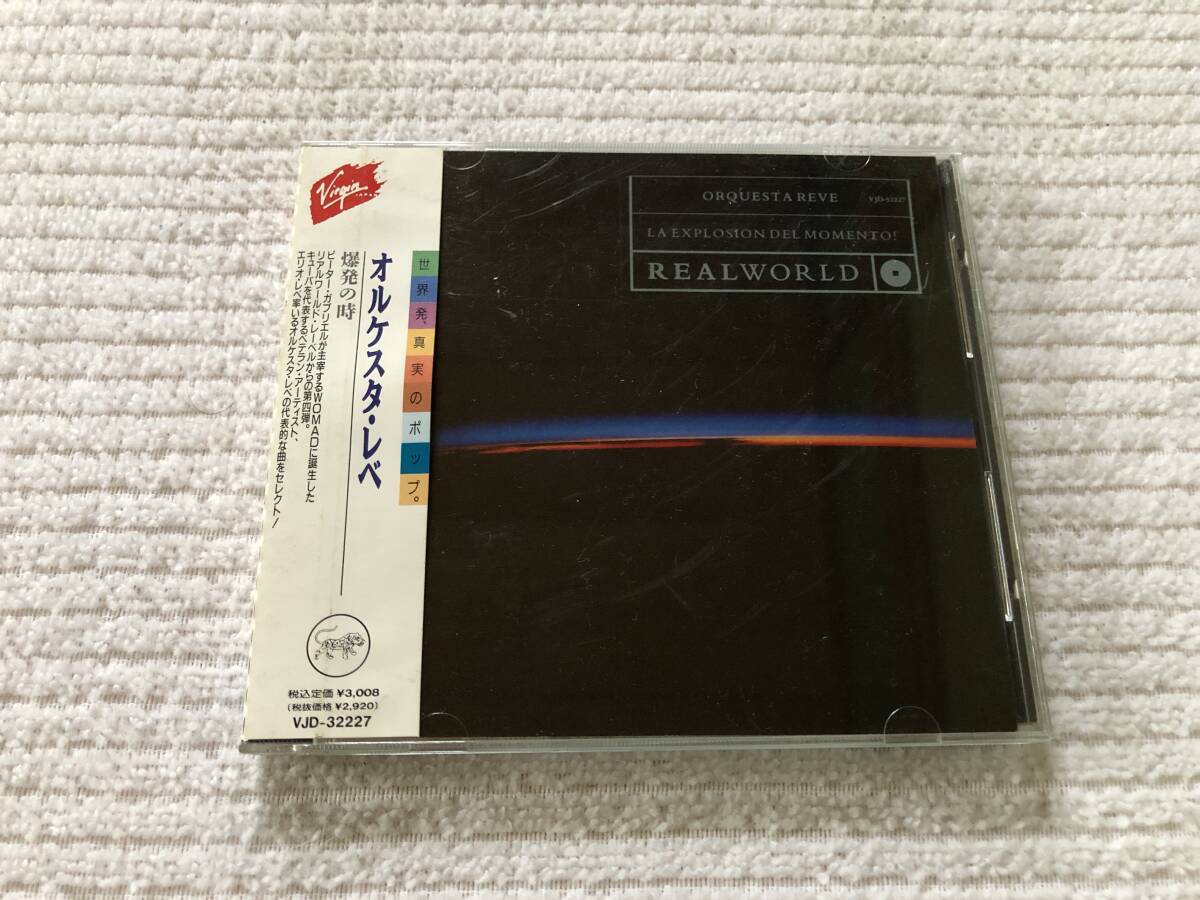 Virgin
JAPAN
世界発、真実のポップ。
オルケスタ・レベ
爆発の時
ピーター・ガブリエルが主宰するWOMADに誕生した
リアルワールド・レーベルからの第四弾。
キューバを代表するベテラン・アーティスト、
エリオ・レベ率いるオルケスタ・レベの代表的な曲をセレクト!
税込定価 ¥3,008
(税抜価格 ¥2,920)
VJD-32227
ORQUESTA REVE VJD-32227
LA EXPLOSION DEL MOMENTO!
REALWORLD